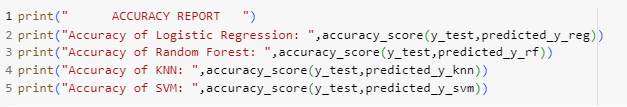 1 print("      ACCURACY REPORT   ")
2 print("Accuracy of Logistic Regression: ",accuracy_score(y_test,predicted_y_reg))
3 print("Accuracy of Random Forest: ",accuracy_score(y_test,predicted_y_rf))
4 print("Accuracy of KNN: ",accuracy_score(y_test,predicted_y_knn))
5 print("Accuracy of SVM: ",accuracy_score(y_test,predicted_y_svm))